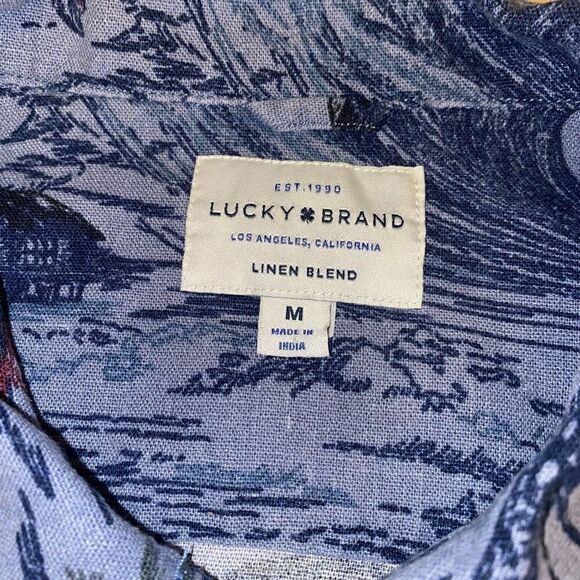 EST.1990
LUCKY BRAND
LOS ANGELES, CALIFORNIA
LINEN BLEND
M
MADE IN
INDIA